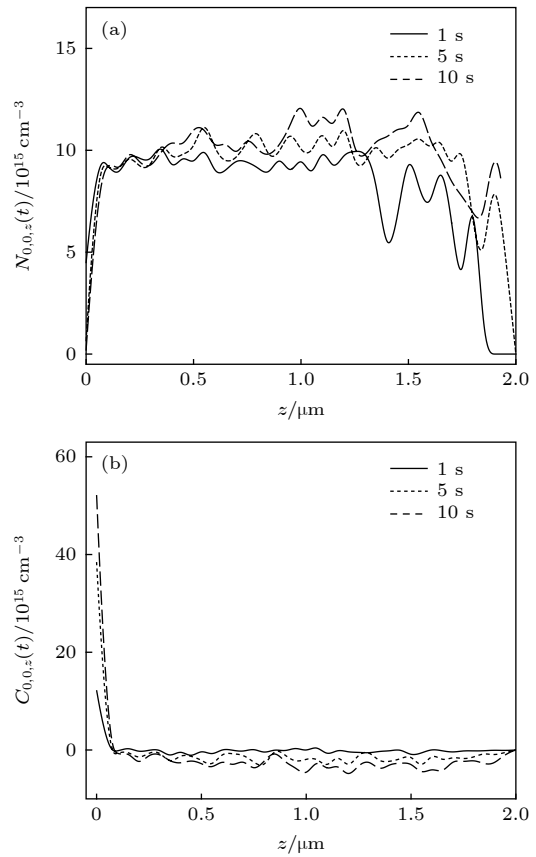 (a)
1 s
5 s
10 s
15
10
5
0
N₀,₀,z(t)/10¹⁵ cm⁻³
0 0.5 1.0 1.5 2.0
z/μm
(b)
1 s
5 s
10 s
60
40
20
0
C₀,₀,z(t)/10¹⁵ cm⁻³
0 0.5 1.0 1.5 2.0
z/μm